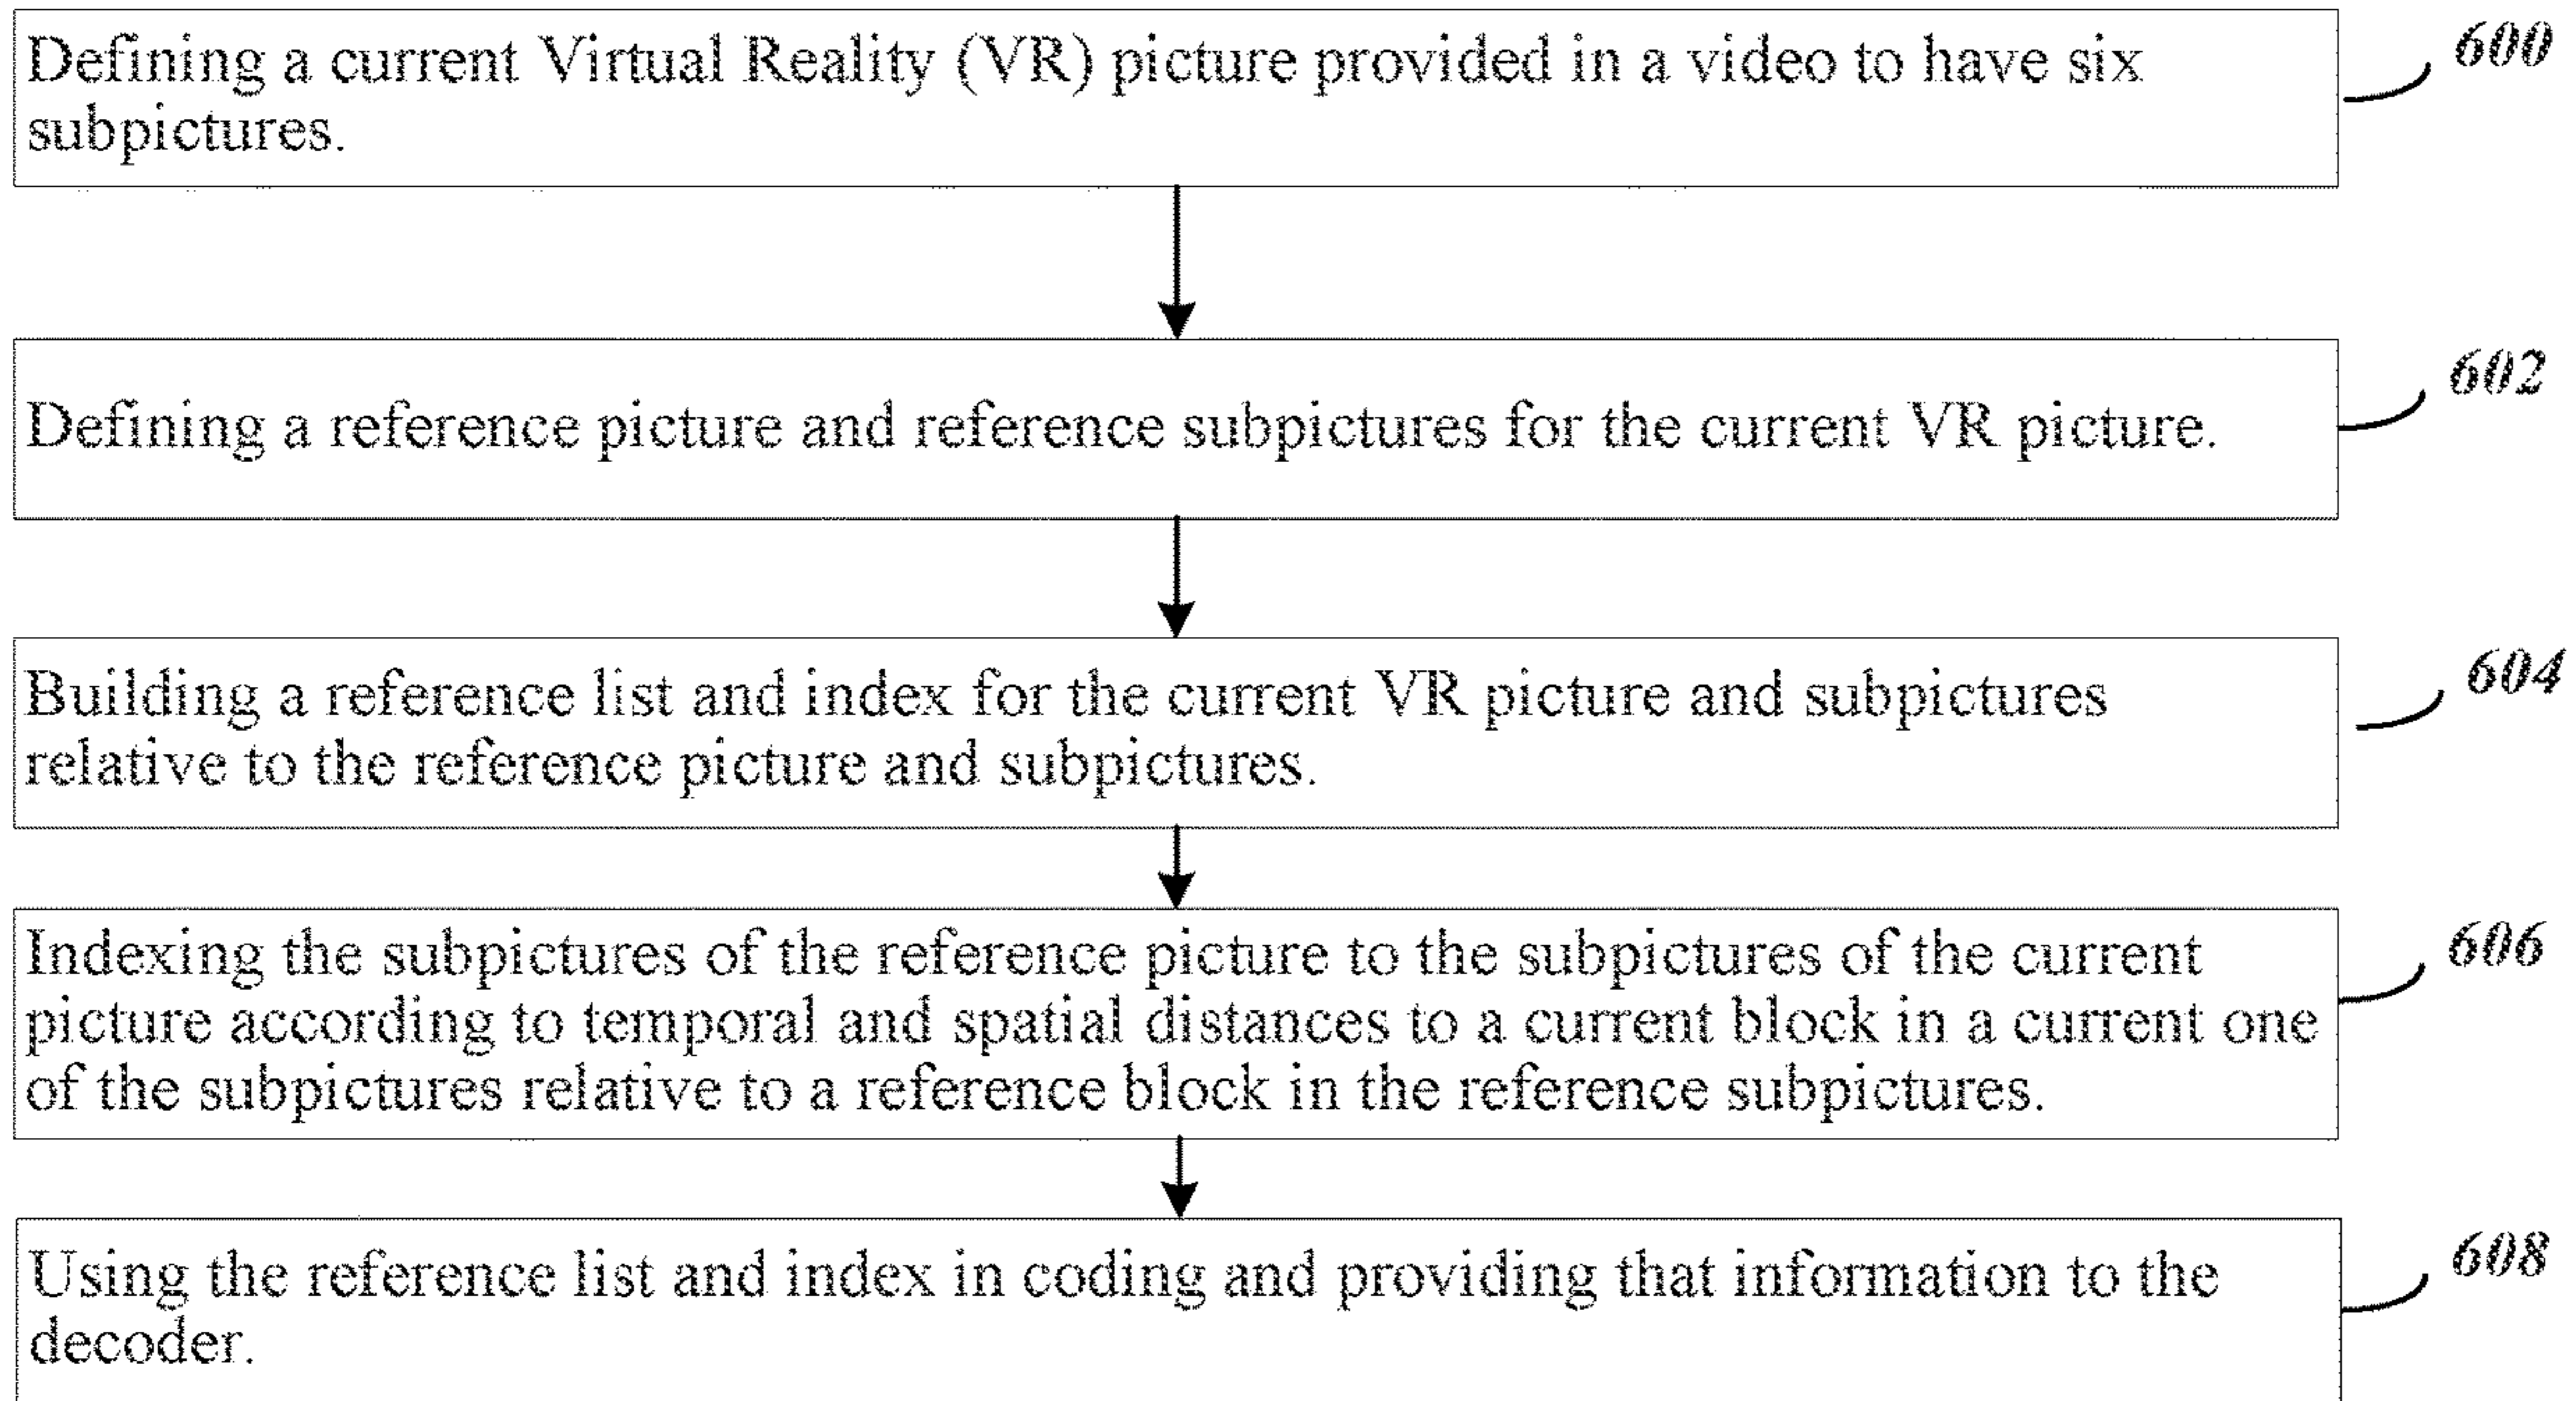 Defining a current Virtual Reality (VR) picture provided in a video to have six
subpictures.
600
Defining a reference picture and reference subpictures for the current VR picture.
602
Building a reference list and index for the current VR picture and subpictures
relative to the reference picture and subpictures.
604
Indexing the subpictures of the reference picture to the subpictures of the current
picture according to temporal and spatial distances to a current block in a current one
of the subpictures relative to a reference block in the reference subpictures.
606
Using the reference list and index in coding and providing that information to the
decoder.
608